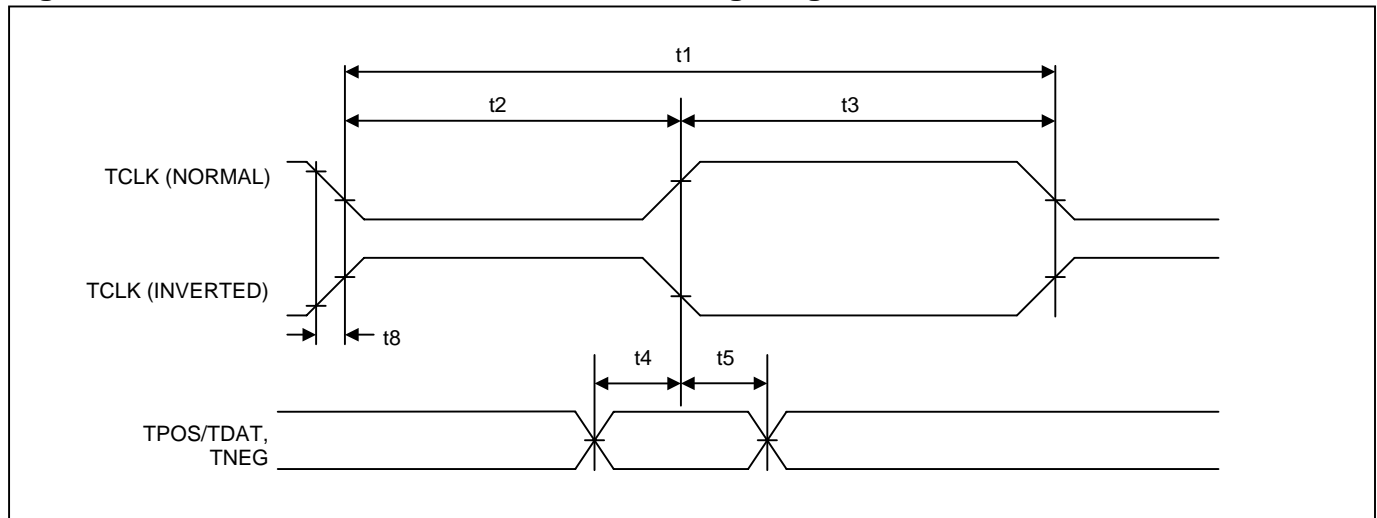 t1
t2
t3
TCLK (NORMAL)
TCLK (INVERTED)
t8
t4
t5
TPOS/TDAT,
TNEG